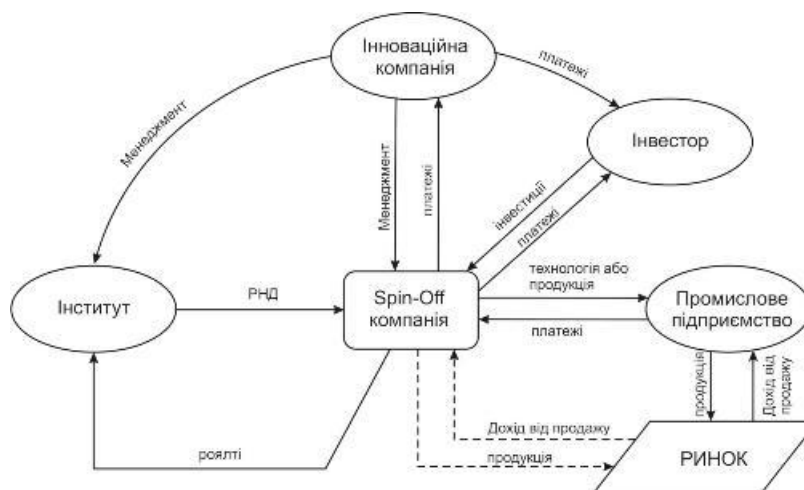 Інноваційна
компанія
платежі
Менеджмент
Інвестор
Менеджмент
платежі
інвестиції
платежі
Інститут
РНД
Spin-Off
компанія
технологія або
продукція
платежі
Промислове
підприємство
продукція
Дохід від
продажу
Дохід від продажу
роялті
продукція
РИНОК